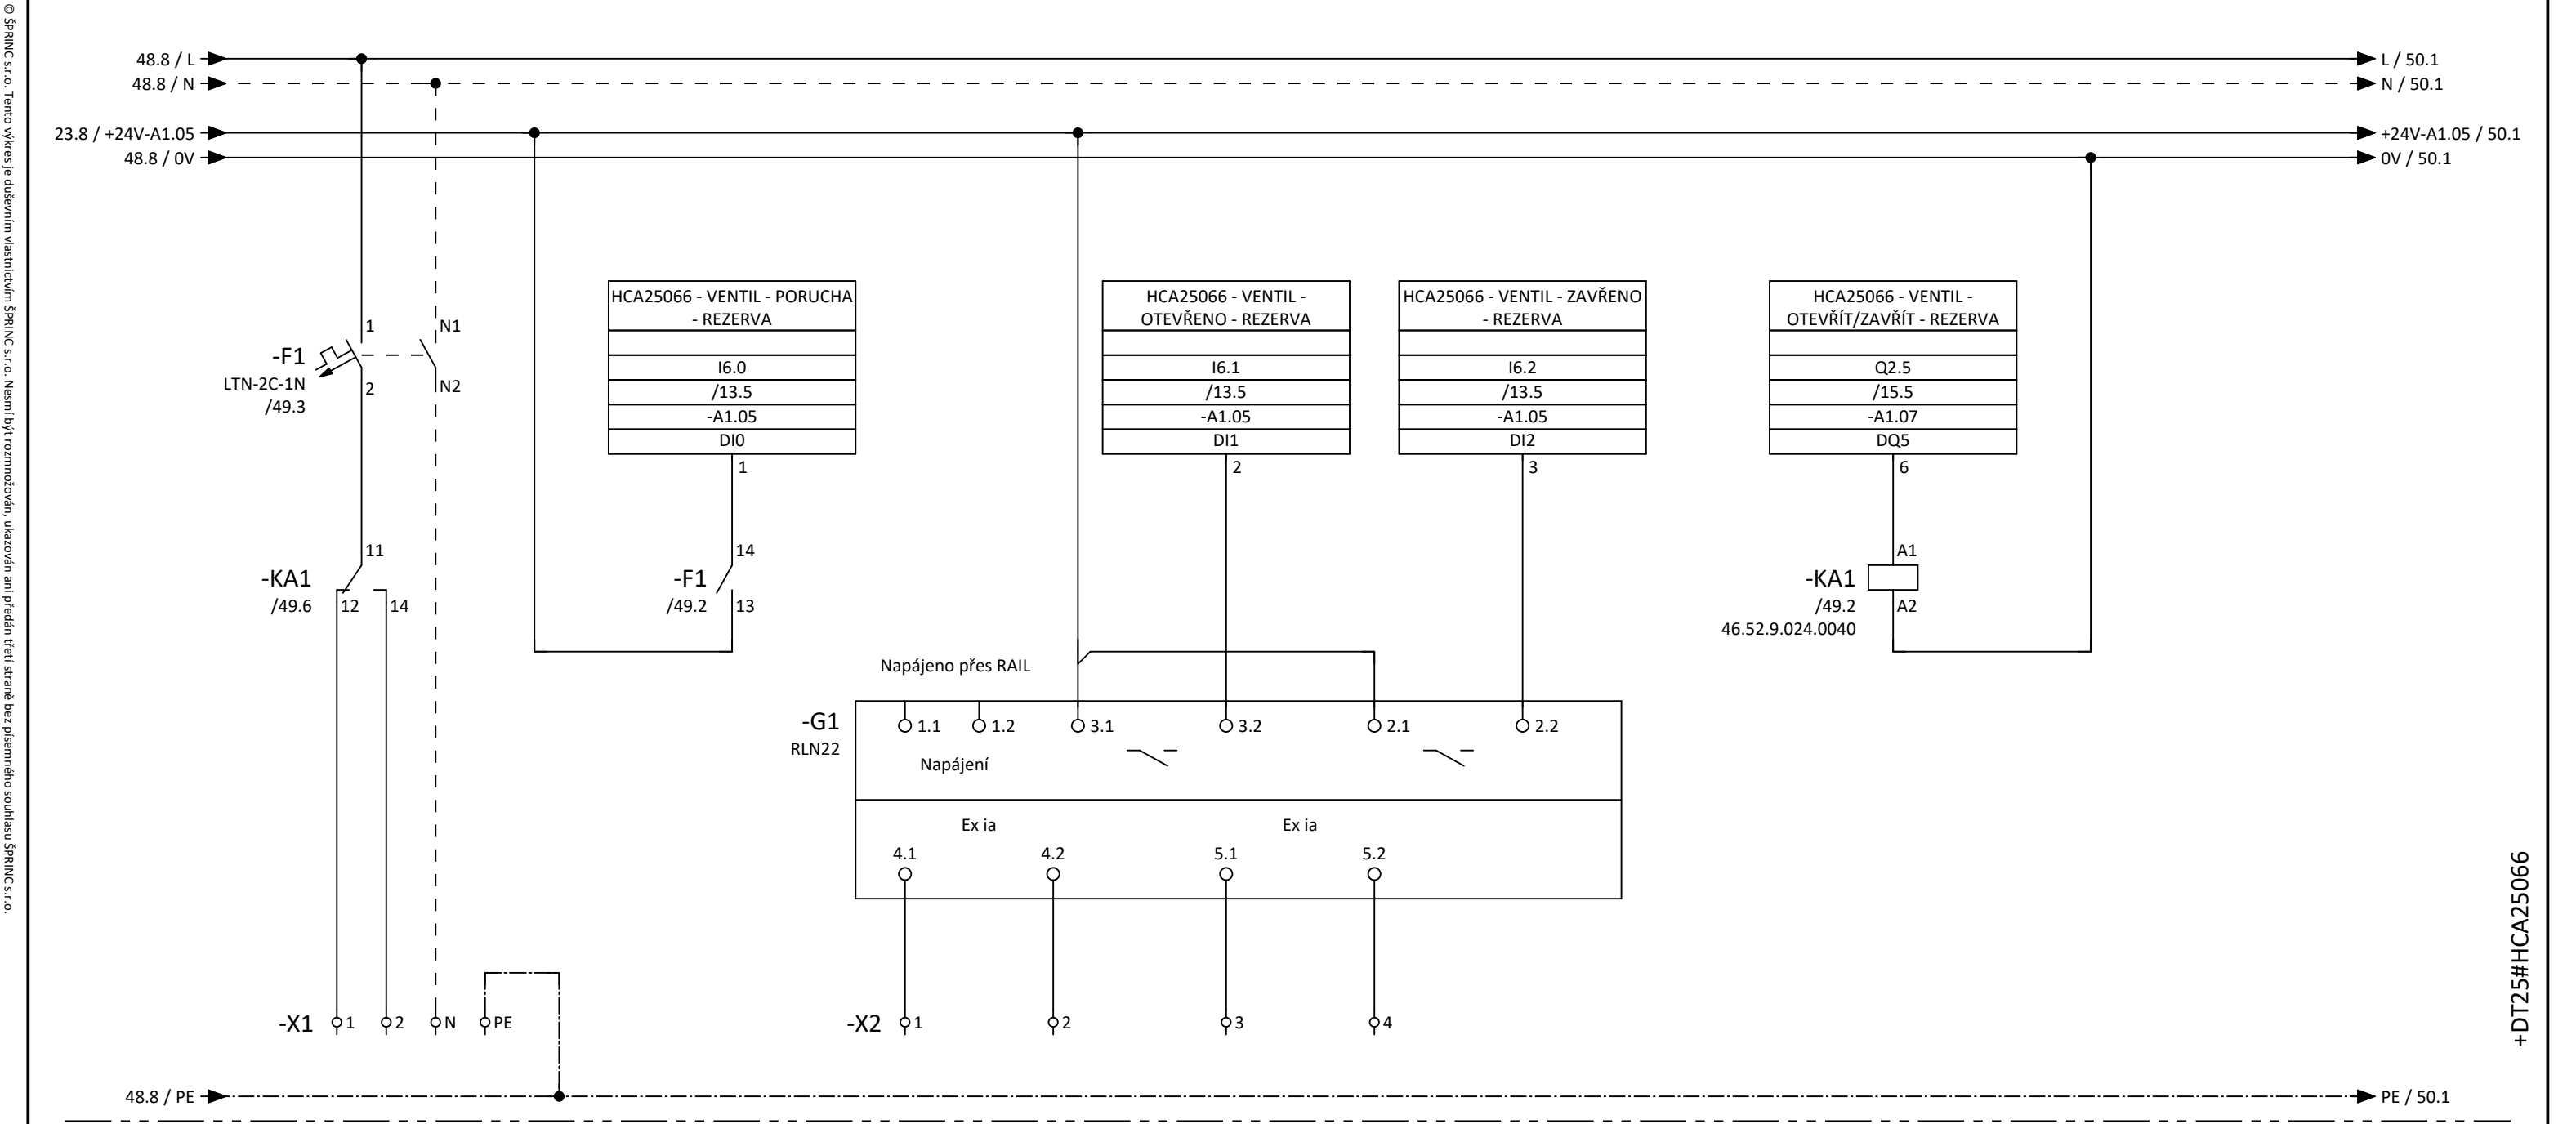 © ŠPRINC s.r.o. Tento výkres je duševním vlastnictvím ŠPRINC s.r.o. Nesmí být rozmnožován, ukazován ani předán třetí straně bez písemného souhlasu ŠPRINC s.r.o.
48.8 / L
L / 50.1
48.8 / N
N / 50.1
23.8 / +24V-A1.05
+24V-A1.05 / 50.1
48.8 / 0V
0V / 50.1
HCA25066 - VENTIL - PORUCHA
- REZERVA
I6.0
/13.5
-A1.05
DI0
1
HCA25066 - VENTIL -
OTEVŘENO - REZERVA
I6.1
/13.5
-A1.05
DI1
2
HCA25066 - VENTIL - ZAVŘENO
- REZERVA
I6.2
/13.5
-A1.05
DI2
3
HCA25066 - VENTIL -
OTEVŘÍT/ZAVŘÍT - REZERVA
Q2.5
/15.5
-A1.07
DQ5
6
1
N1
-F1
LTN-2C-1N
/49.3
2
N2
11
-KA1
/49.6
12
14
14
-F1
/49.2
13
A1
-KA1
/49.2
A2
46.52.9.024.0040
Napájeno přes RAIL
-G1
RLN22
1.1
1.2
3.1
3.2
2.1
2.2
Napájení
Ex ia
Ex ia
4.1
4.2
5.1
5.2
-X1
1
2
N
PE
-X2
1
2
3
4
+DT25#HCA25066
48.8 / PE
PE / 50.1